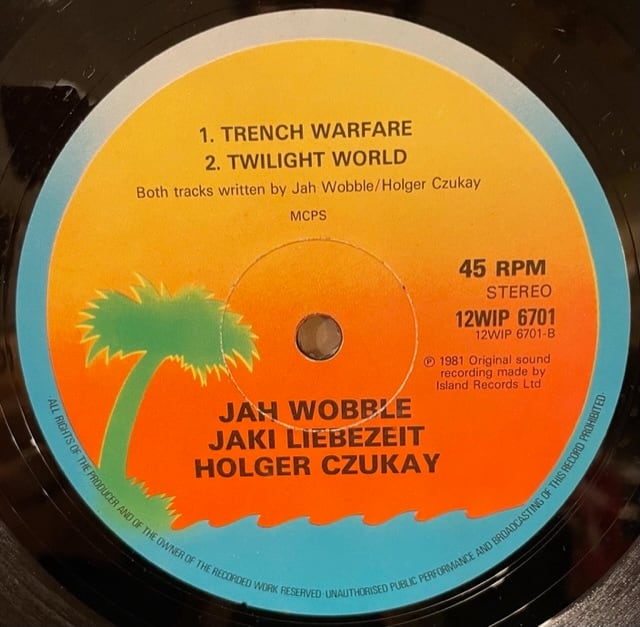 1. TRENCH WARFARE
2. TWILIGHT WORLD
Both tracks written by Jah Wobble/Holger Czukay
MCPS
45 RPM
STEREO
12WIP 6701
12WIP 6701-B
℗ 1981 Original sound
recording made by
Island Records Ltd
JAH WOBBLE
JAKI LIEBEZEIT
HOLGER CZUKAY
·ALL RIGHTS OF THE PRODUCER AND OF THE OWNER OF THE RECORDED WORK RESERVED·UNAUTHORISED PUBLIC PERFORMANCE AND BROADCASTING OF THIS RECORD PROHIBITED·